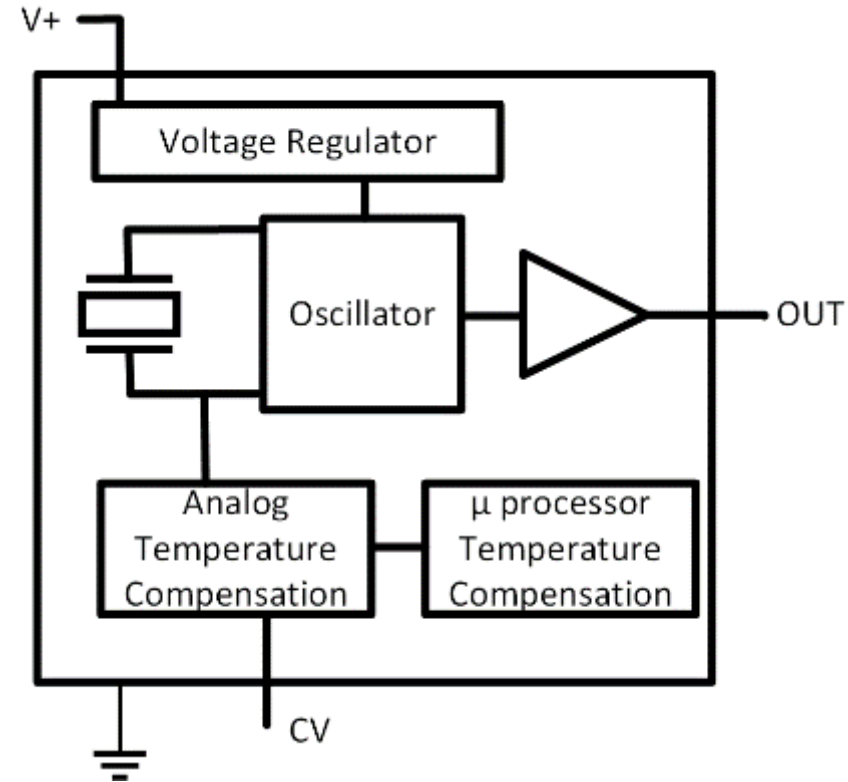 V+
Voltage Regulator
Oscillator
OUT
Analog
Temperature
Compensation
μ processor
Temperature
Compensation
CV